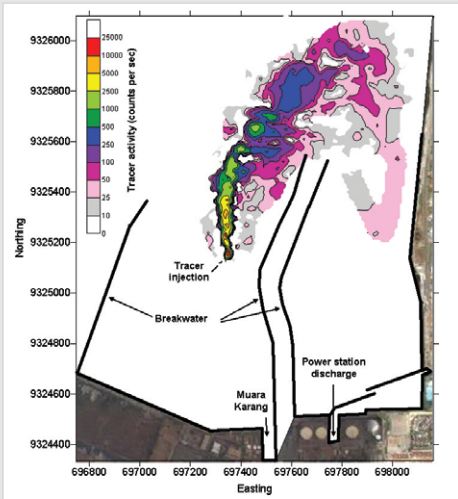 9326000
9325800
9325600
9325400
9325200
9325000
9324800
9324600
9324400
Northing
25000
10000
5000
2500
1000
500
250
100
50
25
10
0
Tracer activity (counts per sec)
Tracer
injection
Breakwater
Power station
discharge
Muara
Karang
696800 697000 697200 697400 697600 697800 698000
Easting